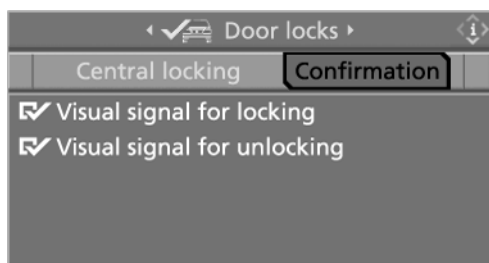 Door locks
Central locking Confirmation
Visual signal for locking
Visual signal for unlocking